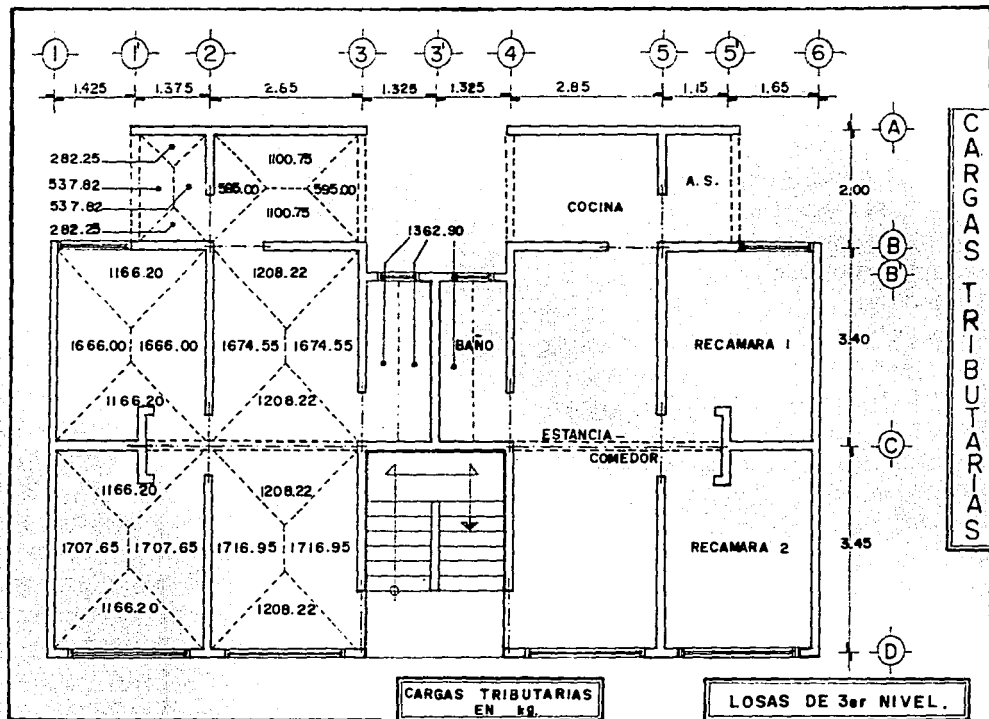 1 1' 2 3 3' 4 5 5' 6
1.425 1.375 2.65 1.325 1.325 2.85 1.15 1.65
A
282.25
1100.75
537.82
595.00 595.00
A. S.
2.00
537.82
1100.75
COCINA
282.25
1362.90
B
1166.20 1208.22
B'
1666.00 1666.00 1674.55 1674.55
BAÑO
RECAMARA 1
3.40
1166.20 1208.22
ESTANCIA-
C
COMEDOR
1166.20 1208.22
1707.65 1707.65 1716.95 1716.95
RECAMARA 2
3.45
1166.20 1208.22
D
CARGAS TRIBUTARIAS
CARGAS TRIBUTARIAS
EN kg.
LOSAS DE 3er NIVEL.